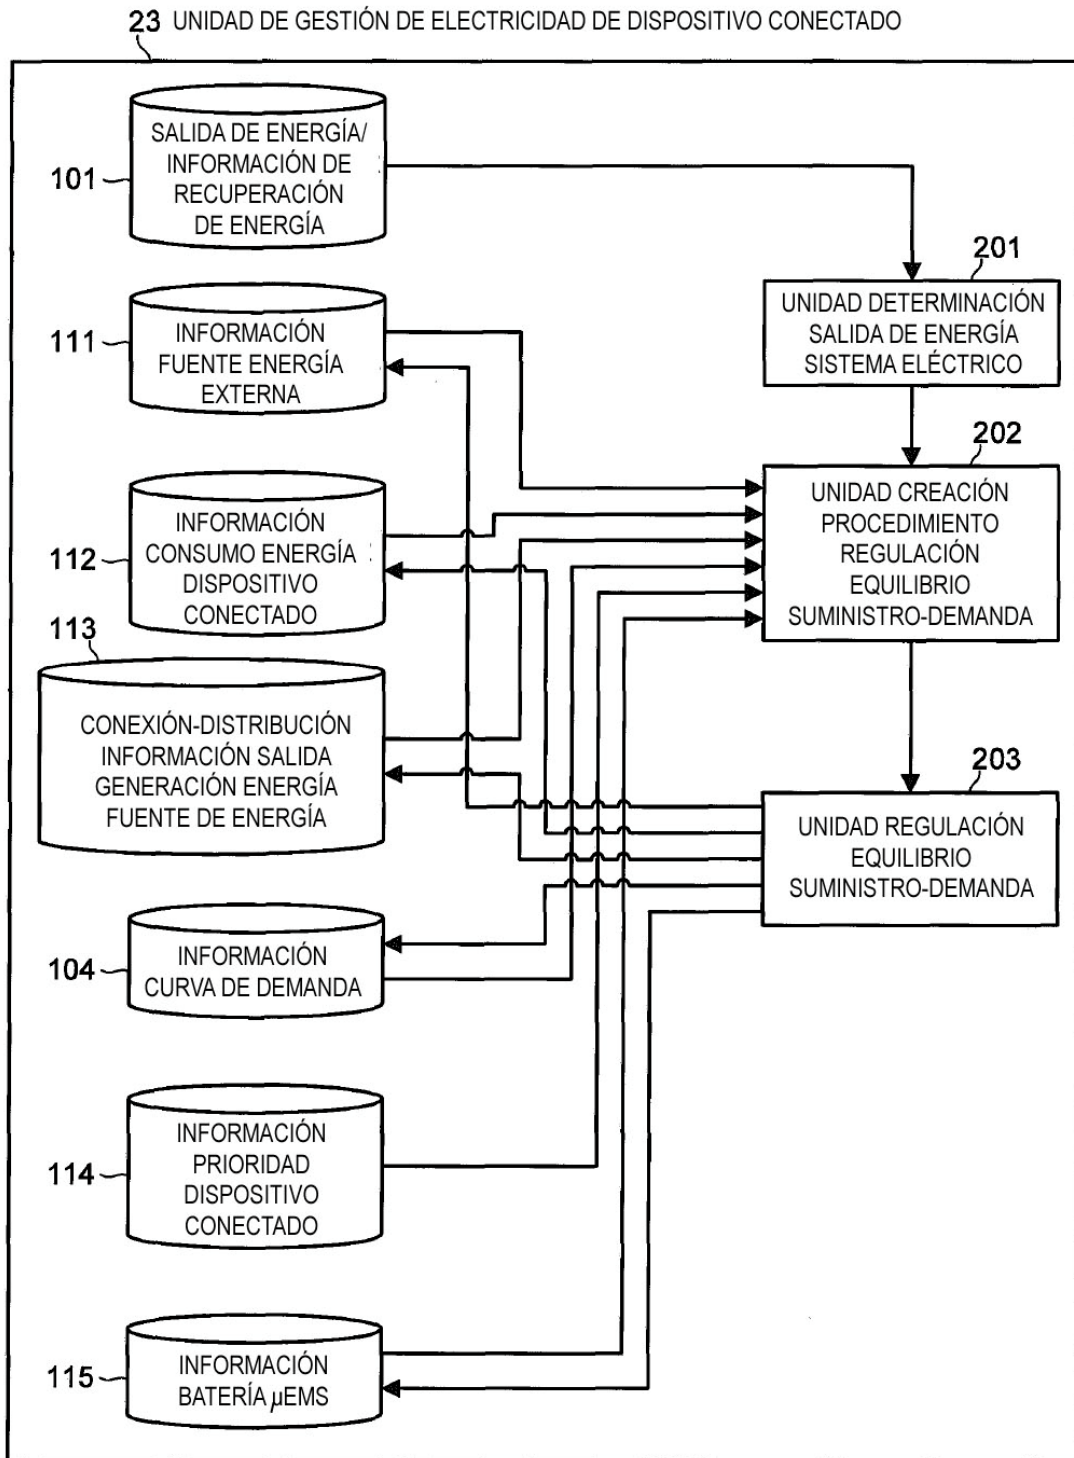 23 UNIDAD DE GESTIÓN DE ELECTRICIDAD DE DISPOSITIVO CONECTADO
101
SALIDA DE ENERGÍA/
INFORMACIÓN DE
RECUPERACIÓN
DE ENERGÍA
201
UNIDAD DETERMINACIÓN
SALIDA DE ENERGÍA
SISTEMA ELÉCTRICO
111
INFORMACIÓN
FUENTE ENERGÍA
EXTERNA
202
UNIDAD CREACIÓN
PROCEDIMIENTO
REGULACIÓN
EQUILIBRIO
SUMINISTRO-DEMANDA
112
INFORMACIÓN
CONSUMO ENERGÍA
DISPOSITIVO
CONECTADO
113
CONEXIÓN-DISTRIBUCIÓN
INFORMACIÓN SALIDA
GENERACIÓN ENERGÍA
FUENTE DE ENERGÍA
203
UNIDAD REGULACIÓN
EQUILIBRIO
SUMINISTRO-DEMANDA
104
INFORMACIÓN
CURVA DE DEMANDA
114
INFORMACIÓN
PRIORIDAD
DISPOSITIVO
CONECTADO
115
INFORMACIÓN
BATERÍA µEMS